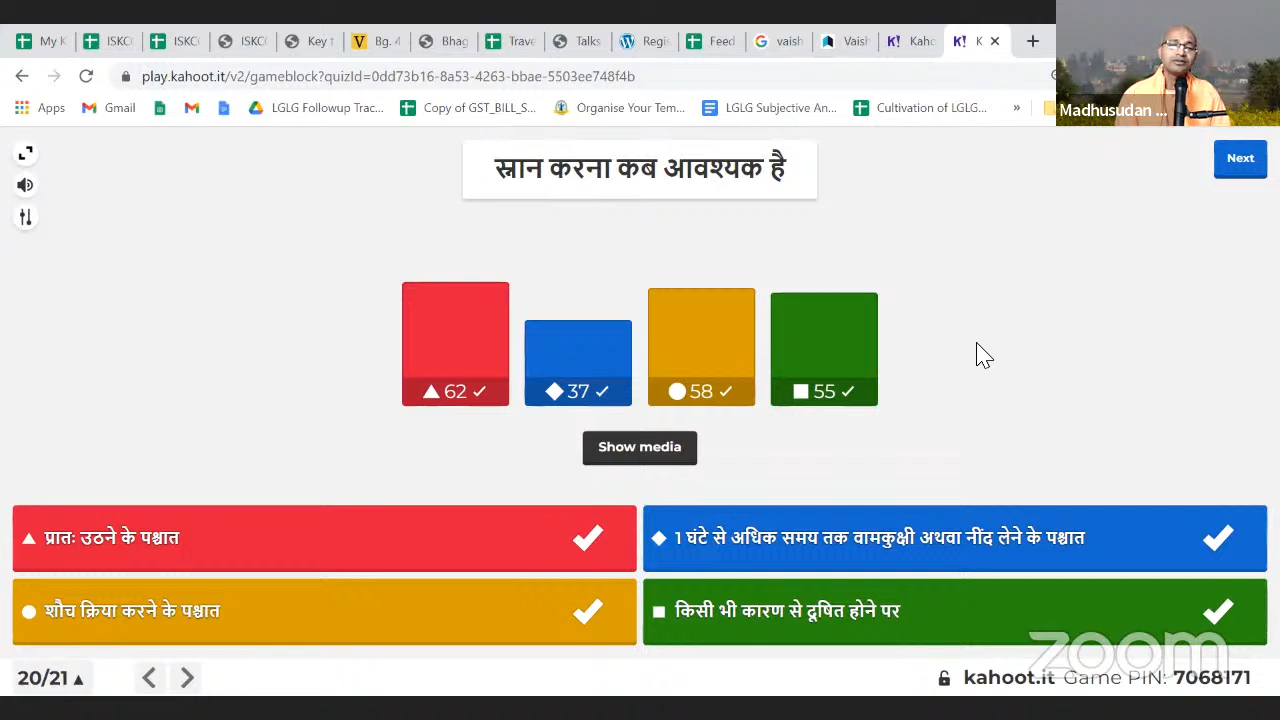 My K
ISKC
ISKC
ISKC
Key t
Bg. 4
Bhag
Trave
Talks
Regis
Feed
vaish
Vaish
Kaho
K
play.kahoot.it/v2/gameblock?quizId=0dd73b16-8a53-4263-bbae-5503ee748f4b
Apps
Gmail
LGLG Followup Trac...
Copy of GST_BILL_S...
Organise Your Tem...
LGLG Subjective An...
Cultivation of LGLG...
»
Madhusudan ...
स्नान करना कब आवश्यक है
Next
62
37
58
55
Show media
प्रातः उठने के पश्चात
1 घंटे से अधिक समय तक वामकुक्षी अथवा नींद लेने के पश्चात
शौच क्रिया करने के पश्चात
किसी भी कारण से दूषित होने पर
zoom
20/21
kahoot.it Game PIN: 7068171